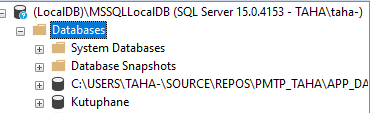 (LocalDB)\MSSQLLocalDB (SQL Server 15.0.4153 - TAHA\taha-)
Databases
System Databases
Database Snapshots
C:\USERS\TAHA-\SOURCE\REPOS\PMTP_TAHA\APP_DA
Kutuphane